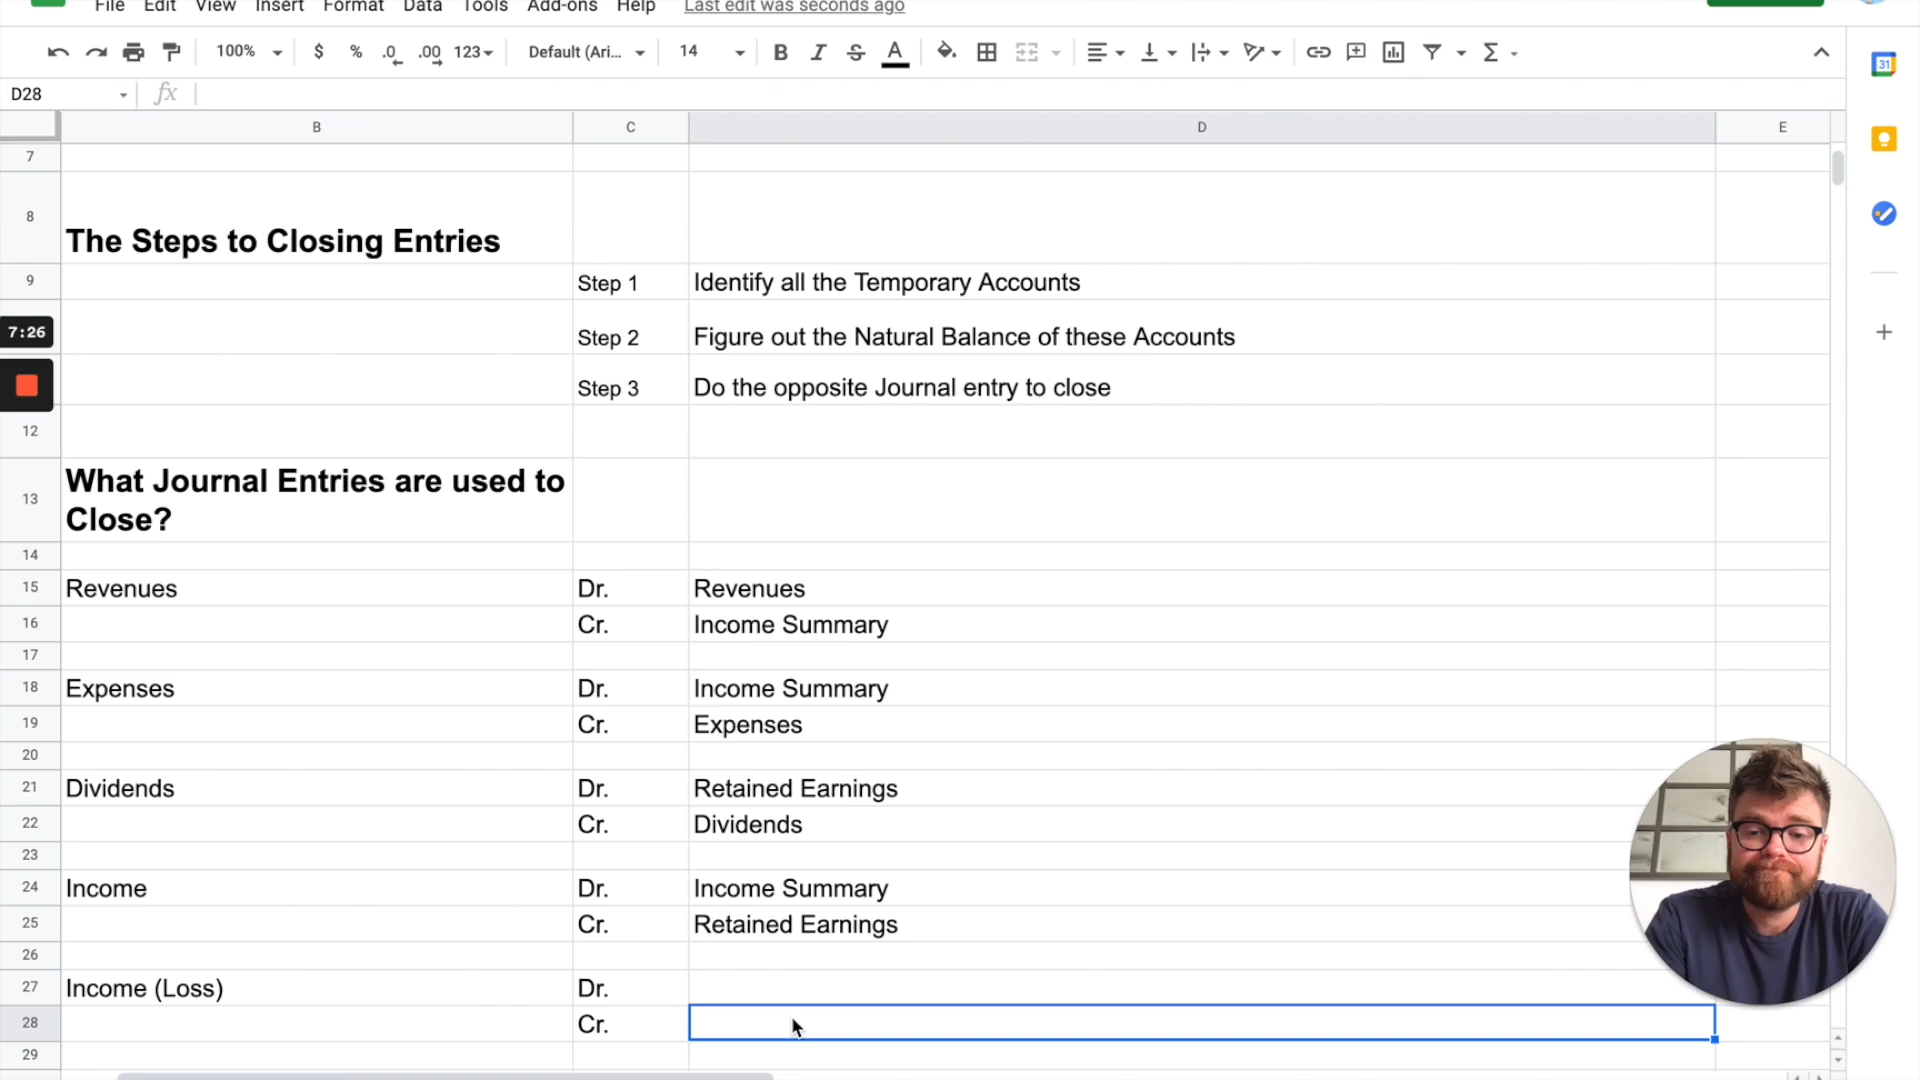 File Edit View Insert Format Data Tools Add-ons Help Last edit was seconds ago
100% $ % .0 .00 123 Default (Ari... 14 B I S A Σ 31
D28 fx
B C D E
7
8 The Steps to Closing Entries
9 Step 1 Identify all the Temporary Accounts
7:26 Step 2 Figure out the Natural Balance of these Accounts
Step 3 Do the opposite Journal entry to close
12
What Journal Entries are used to
13
Close?
14
15 Revenues Dr. Revenues
16 Cr. Income Summary
17
18 Expenses Dr. Income Summary
19 Cr. Expenses
20
21 Dividends Dr. Retained Earnings
22 Cr. Dividends
23
24 Income Dr. Income Summary
25 Cr. Retained Earnings
26
27 Income (Loss) Dr.
28 Cr.
29